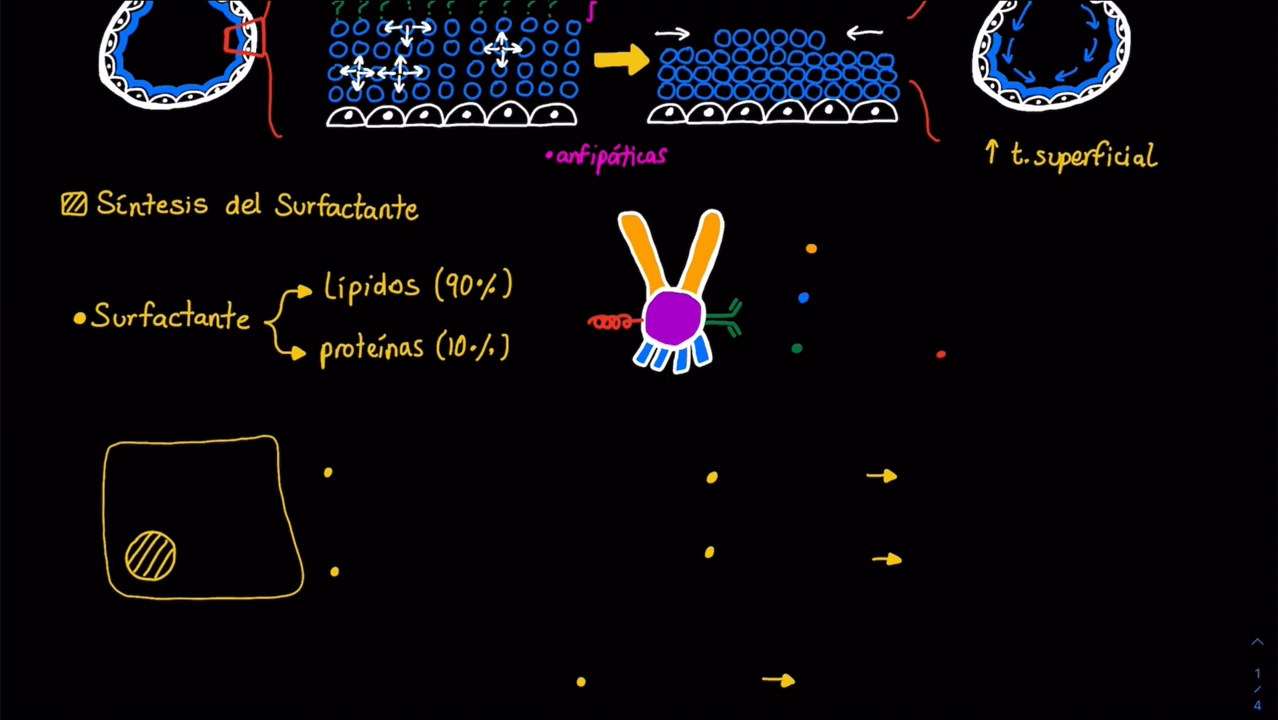 • anfipáticas
↑ t. superficial
Síntesis del Surfactante
• Surfactante
Lípidos (90%)
proteínas (10%)
1
/
4